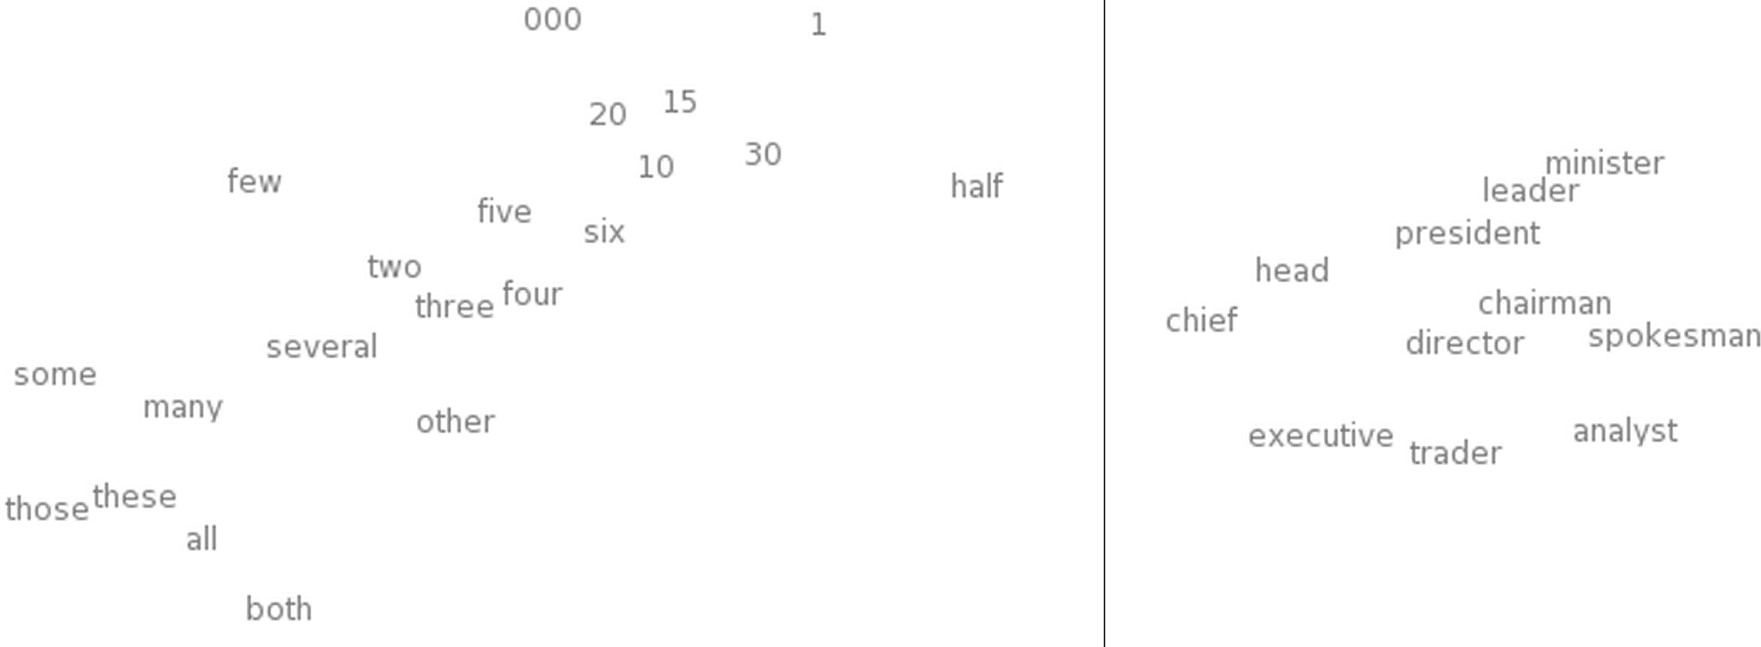 000
1
15
20
30
10
few
half
five
six
two
four
three
several
some
many
other
these
those
all
both
minister
leader
president
head
chairman
chief
spokesman
director
analyst
executive
trader